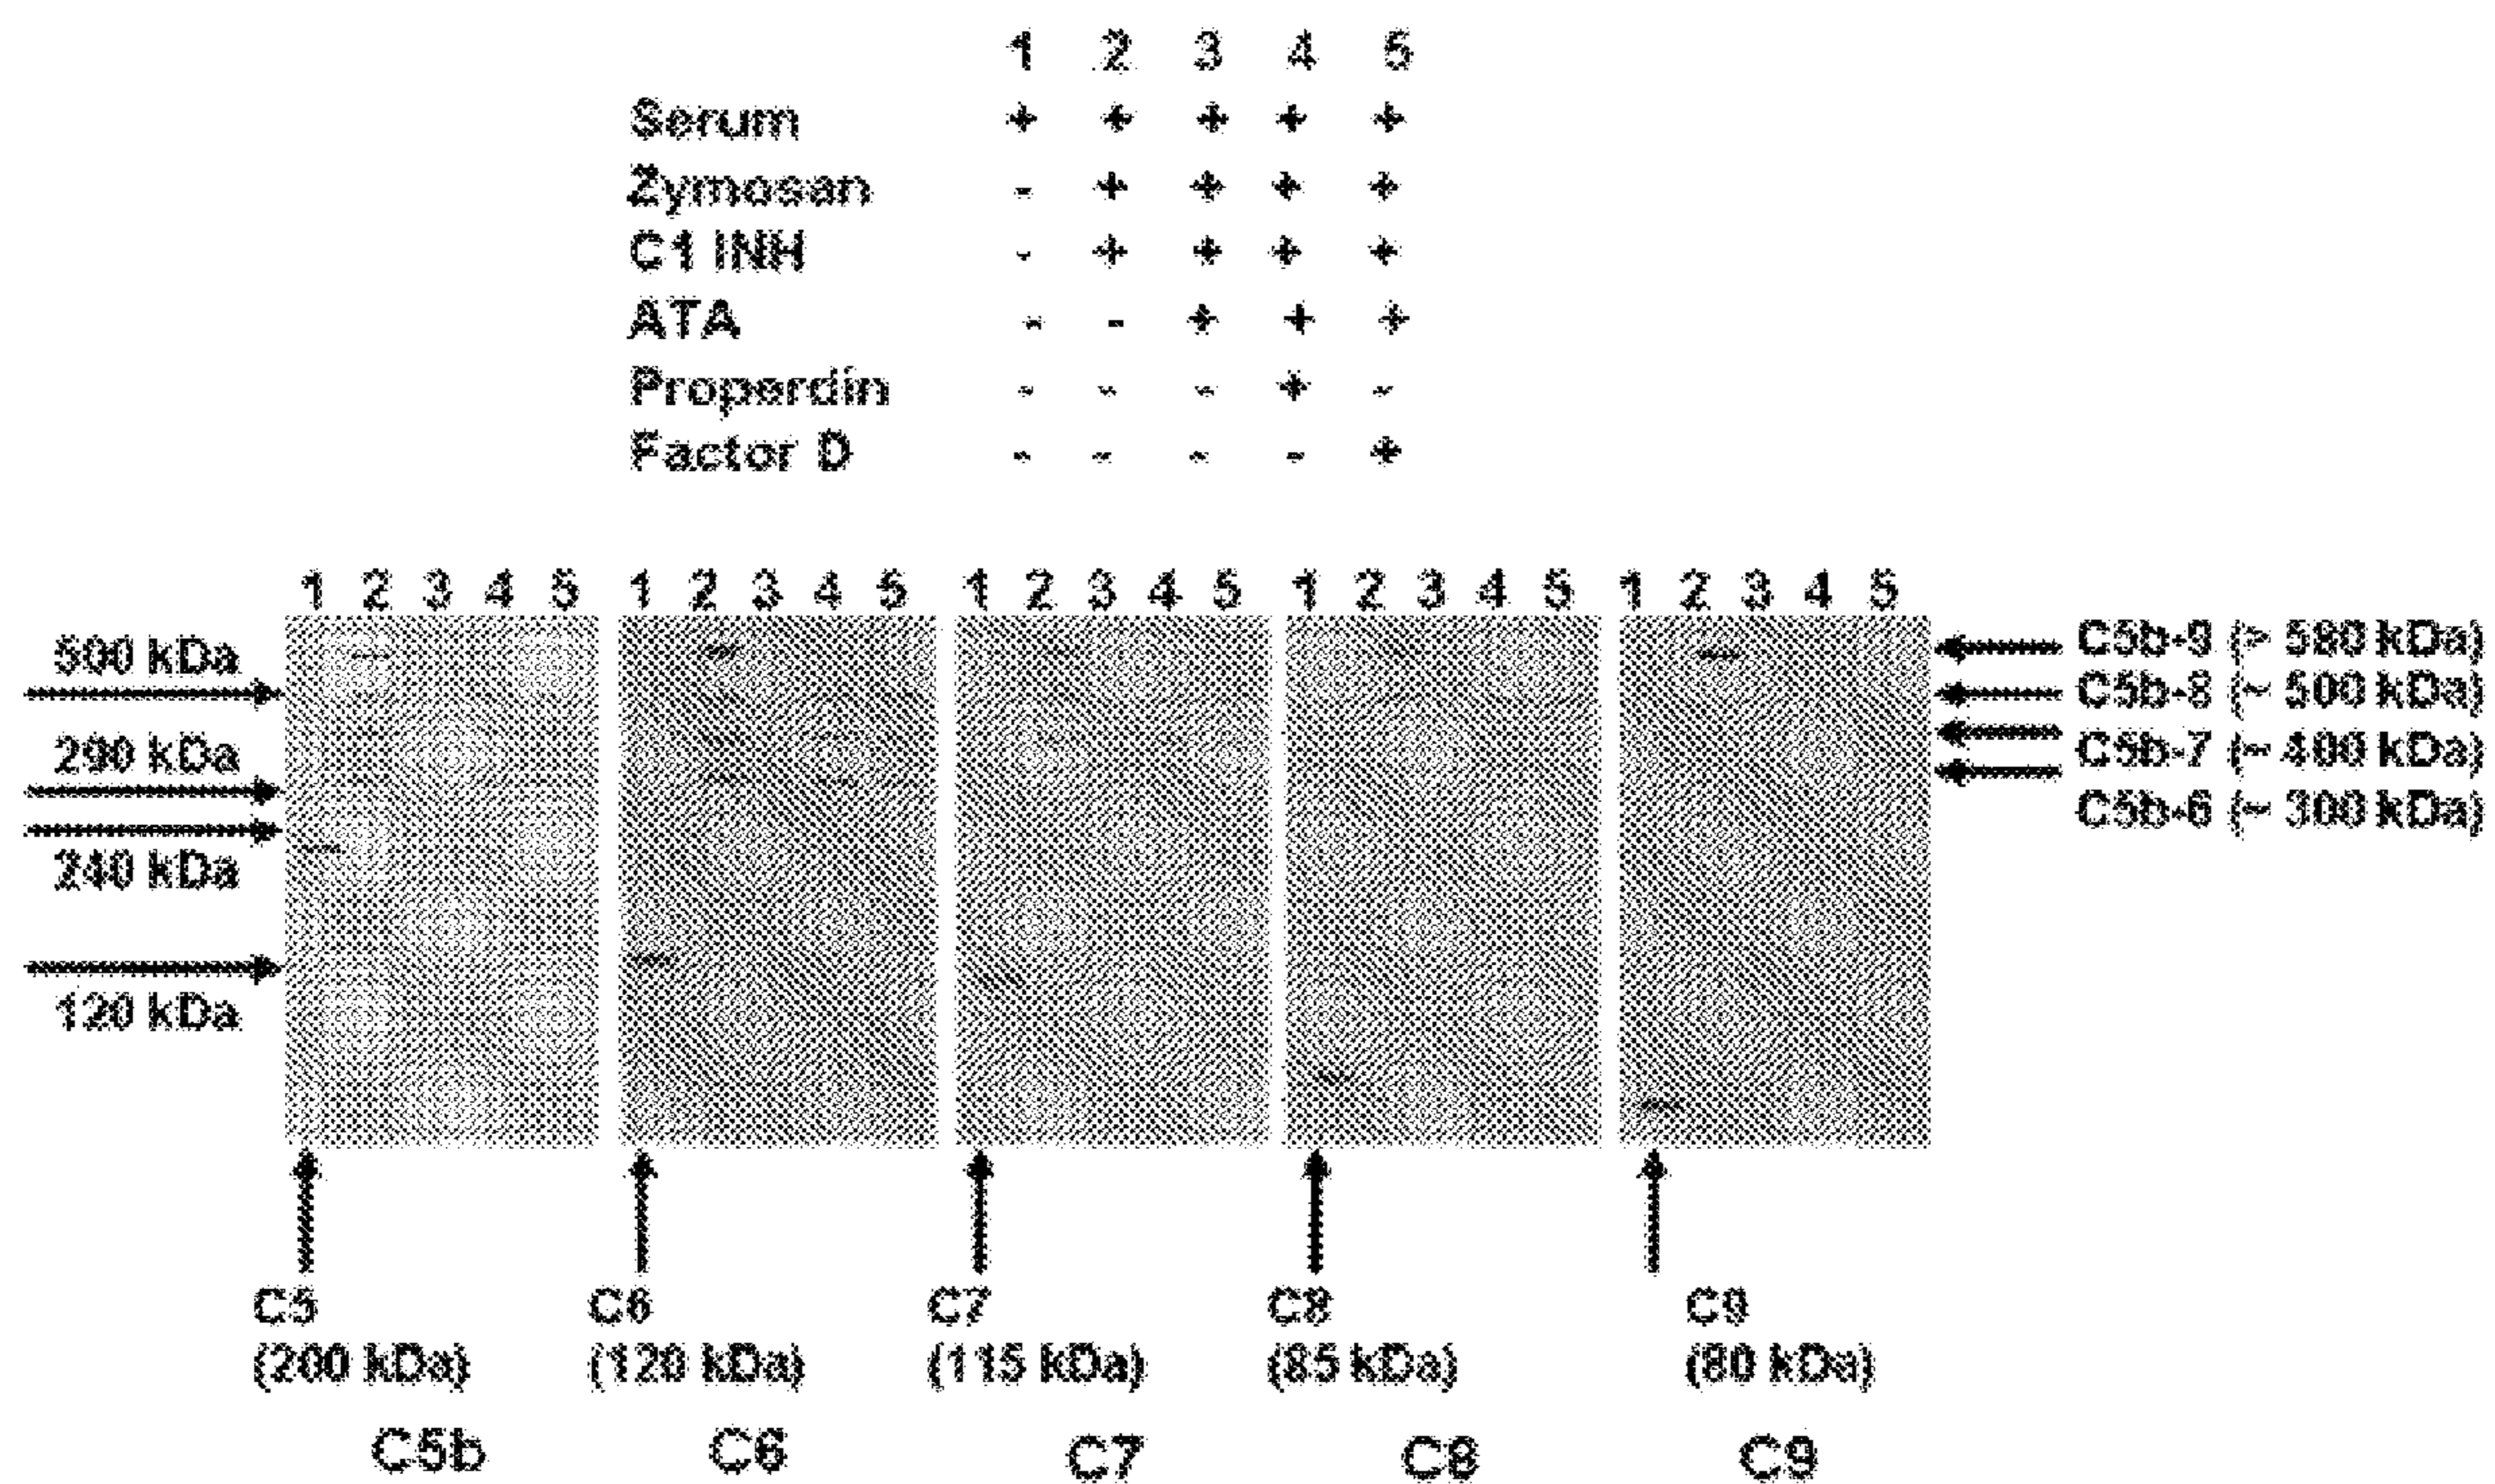 1 2 3 4 5
Serum + + + + +
Zymosan - + + + +
C1 INH - + + + +
ATA - - + + +
Properdin - - - + -
Factor D - - - - +
1 2 3 4 5 1 2 3 4 5 1 2 3 4 5 1 2 3 4 5 1 2 3 4 5
500 kDa
290 kDa
240 kDa
120 kDa
C5b-9 (> 580 kDa)
C5b-8 (~ 500 kDa)
C5b-7 (~ 400 kDa)
C5b-6 (~ 300 kDa)
C5 C6 C7 C8 C9
(200 kDa) (120 kDa) (115 kDa) (85 kDa) (80 kDa)
C5b C6 C7 C8 C9